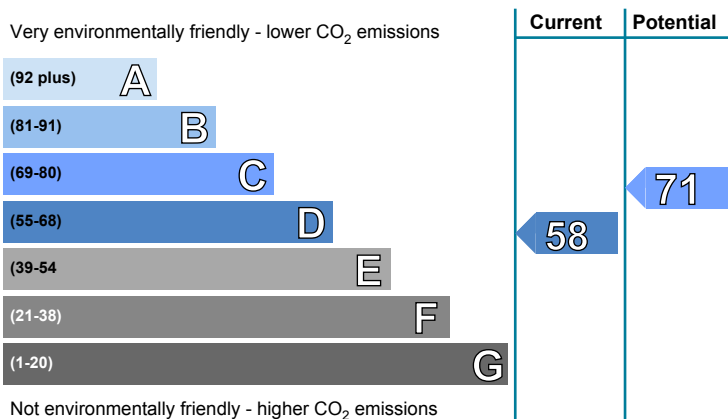 Very environmentally friendly - lower CO2 emissions
Current
Potential
(92 plus) A
(81-91) B
(69-80) C
(55-68) D
(39-54 E
(21-38) F
(1-20) G
71
58
Not environmentally friendly - higher CO2 emissions